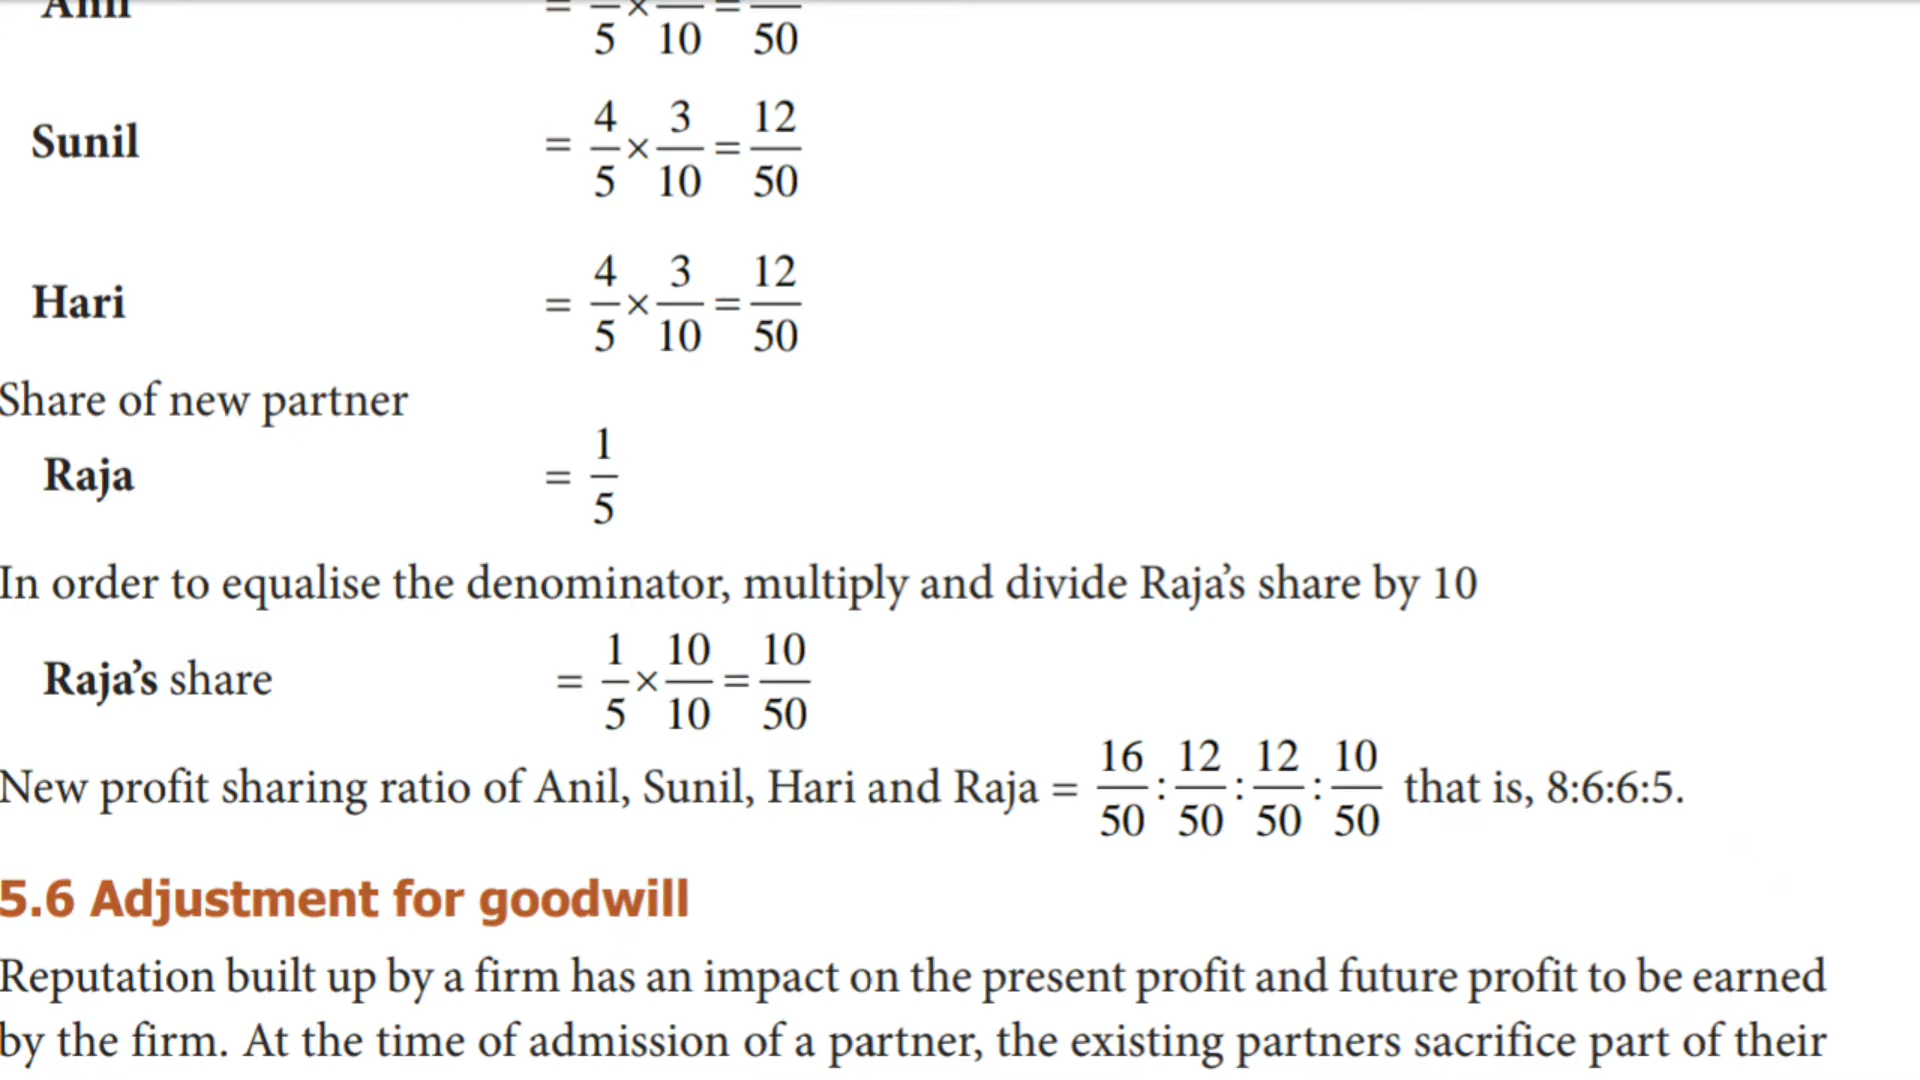 Anil = —×— = —
5 10 50
Sunil = 4/5 × 3/10 = 12/50
Hari = 4/5 × 3/10 = 12/50
Share of new partner
Raja = 1/5
In order to equalise the denominator, multiply and divide Raja’s share by 10
Raja’s share = 1/5 × 10/10 = 10/50
New profit sharing ratio of Anil, Sunil, Hari and Raja = 16/50 : 12/50 : 12/50 : 10/50 that is, 8:6:6:5.
5.6 Adjustment for goodwill
Reputation built up by a firm has an impact on the present profit and future profit to be earned
by the firm. At the time of admission of a partner, the existing partners sacrifice part of their